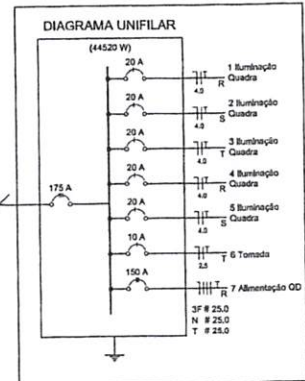 DIAGRAMA UNIFILAR
(44520 W)
20 A
1 Iluminação
Quadra
4.0
R
20 A
2 Iluminação
Quadra
4.0
S
20 A
3 Iluminação
Quadra
4.0
T
20 A
4 Iluminação
Quadra
4.0
R
175 A
20 A
5 Iluminação
Quadra
4.0
S
10 A
6 Tomada
2,5
T
150 A
7 Alimentação QD
R
3F # 25.0
N # 25.0
T # 25.0